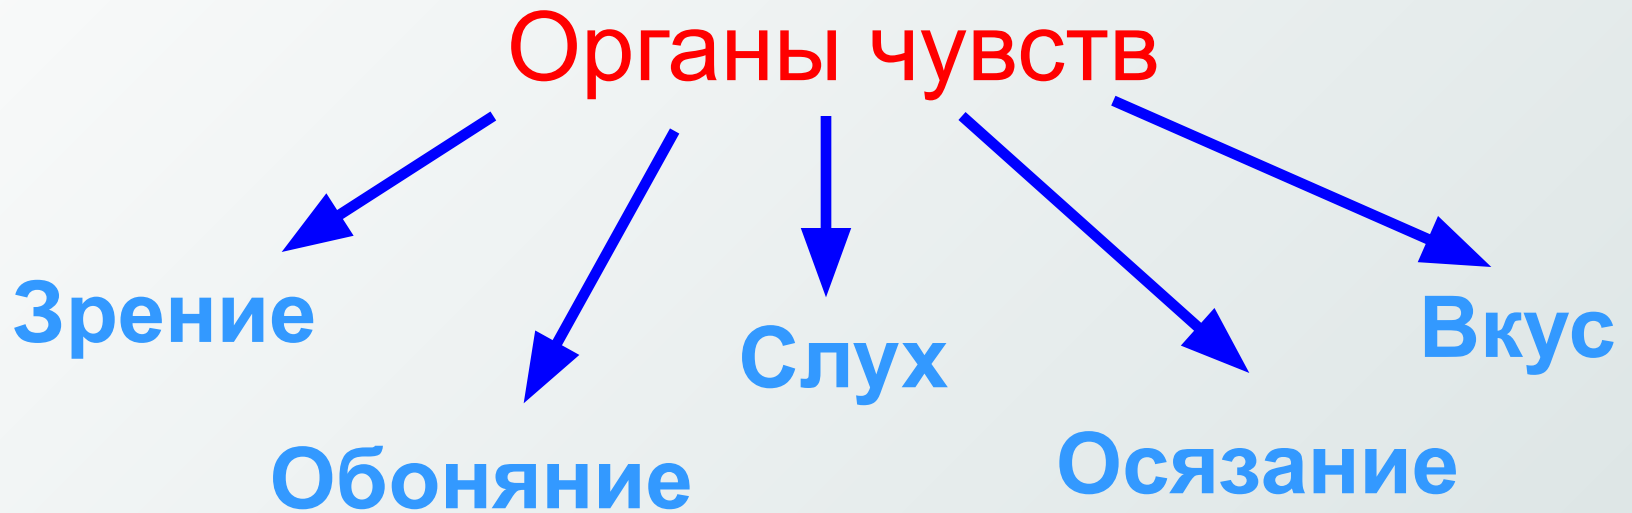 Органы чувств
Зрение
Обоняние
Слух
Осязание
Вкус